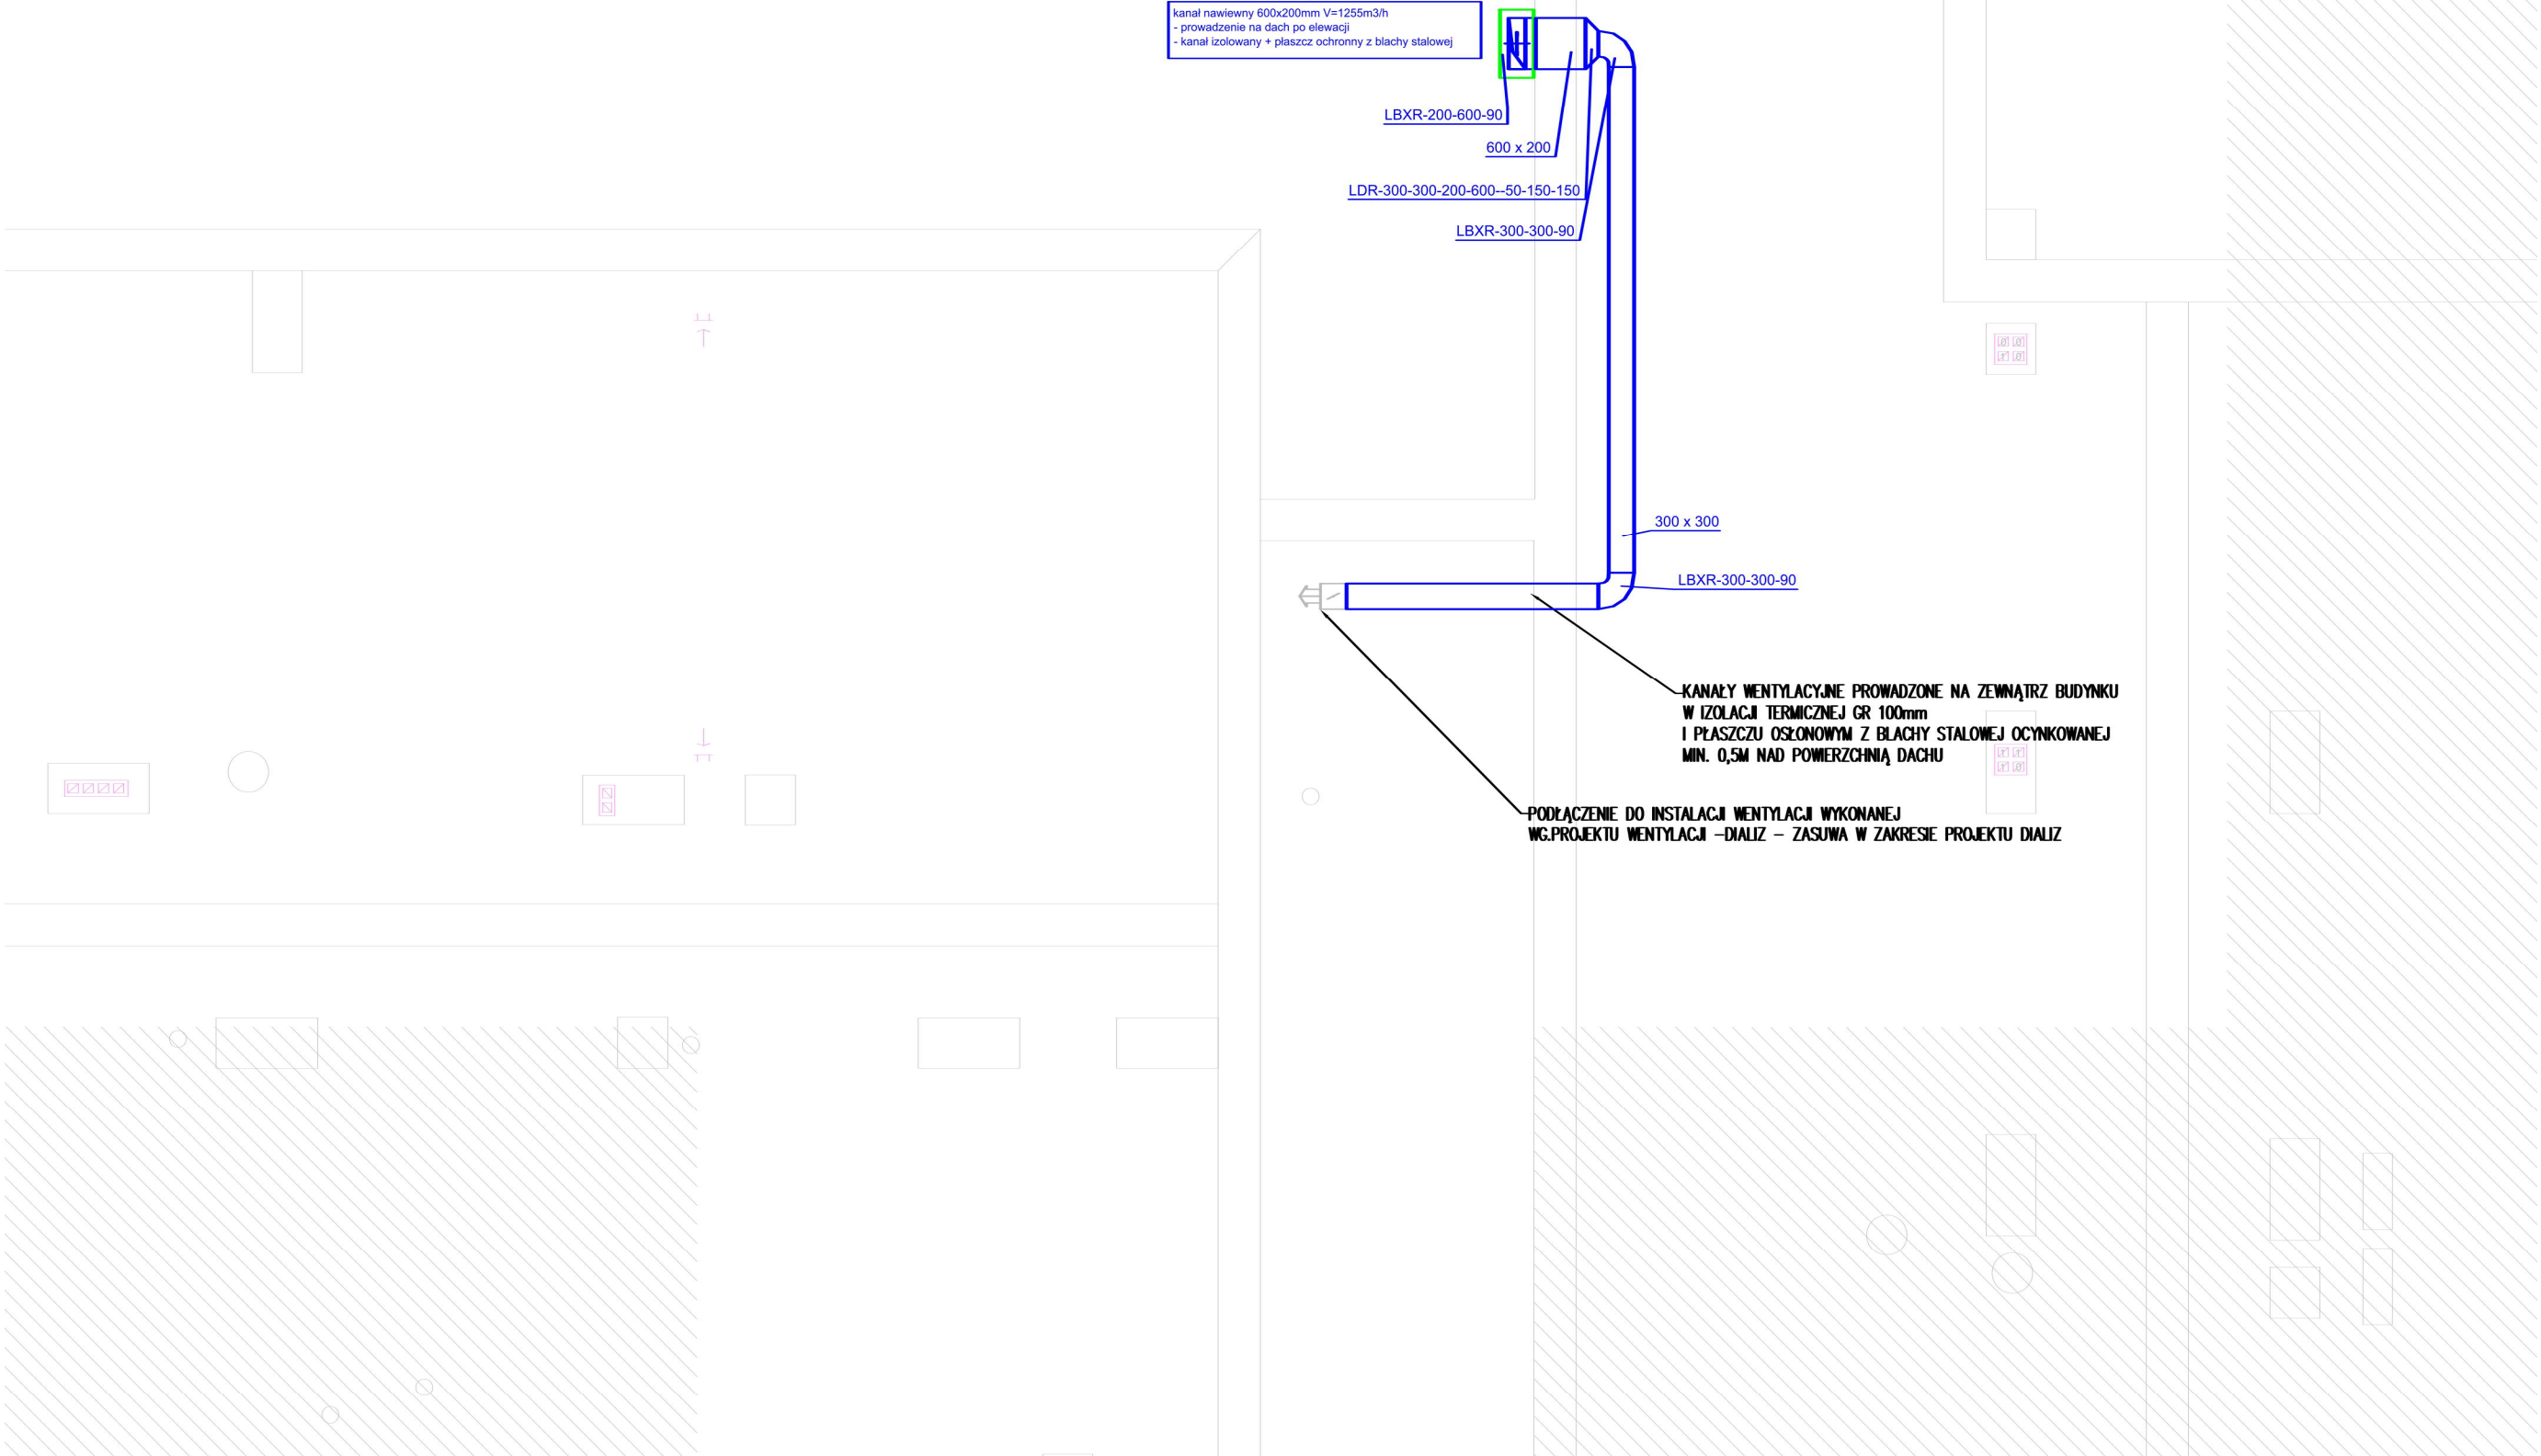 kanał nawiewny 600x200mm V=1255m3/h
- prowadzenie na dach po elewacji
- kanał izolowany + płaszcz ochronny z blachy stalowej
LBXR-200-600-90
600 x 200
LDR-300-300-200-600--50-150-150
LBXR-300-300-90
300 x 300
LBXR-300-300-90
KANAŁY WENTYLACYJNE PROWADZONE NA ZEWNĄTRZ BUDYNKU
W IZOLACJI TERMICZNEJ GR 100mm
I PŁASZCZU OSŁONOWYM Z BLACHY STALOWEJ OCYNKOWANEJ
MIN. 0,5M NAD POWIERZCHNIĄ DACHU
PODŁĄCZENIE DO INSTALACJI WENTYLACJI WYKONANEJ
WG.PROJEKTU WENTYLACJI -DIALIZ - ZASUWA W ZAKRESIE PROJEKTU DIALIZ